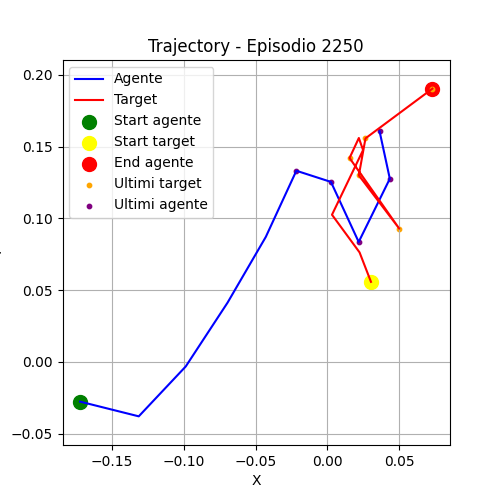 Trajectory - Episodio 2250
0.20
0.15
0.10
0.05
0.00
−0.05
Agente
Target
Start agente
Start target
End agente
Ultimi target
Ultimi agente
−0.15
−0.10
−0.05
0.00
0.05
X